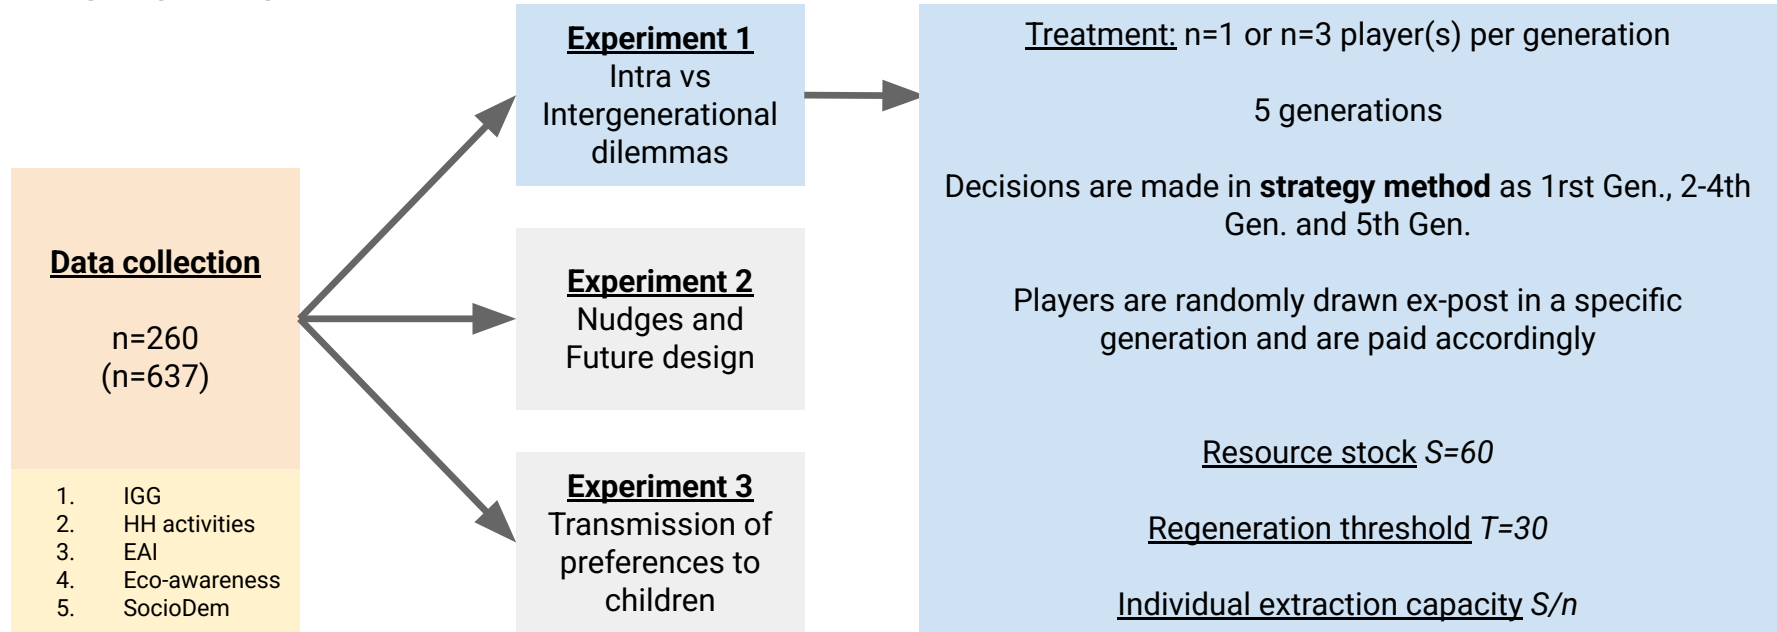 Data collection
n=260
(n=637)
1. IGG
2. HH activities
3. EAI
4. Eco-awareness
5. SocioDem
Experiment 1
Intra vs
Intergenerational
dilemmas
Experiment 2
Nudges and
Future design
Experiment 3
Transmission of
preferences to
children
Treatment: n=1 or n=3 player(s) per generation
5 generations
Decisions are made in strategy method as 1rst Gen., 2-4th
Gen. and 5th Gen.
Players are randomly drawn ex-post in a specific
generation and are paid accordingly
Resource stock S=60
Regeneration threshold T=30
Individual extraction capacity S/n